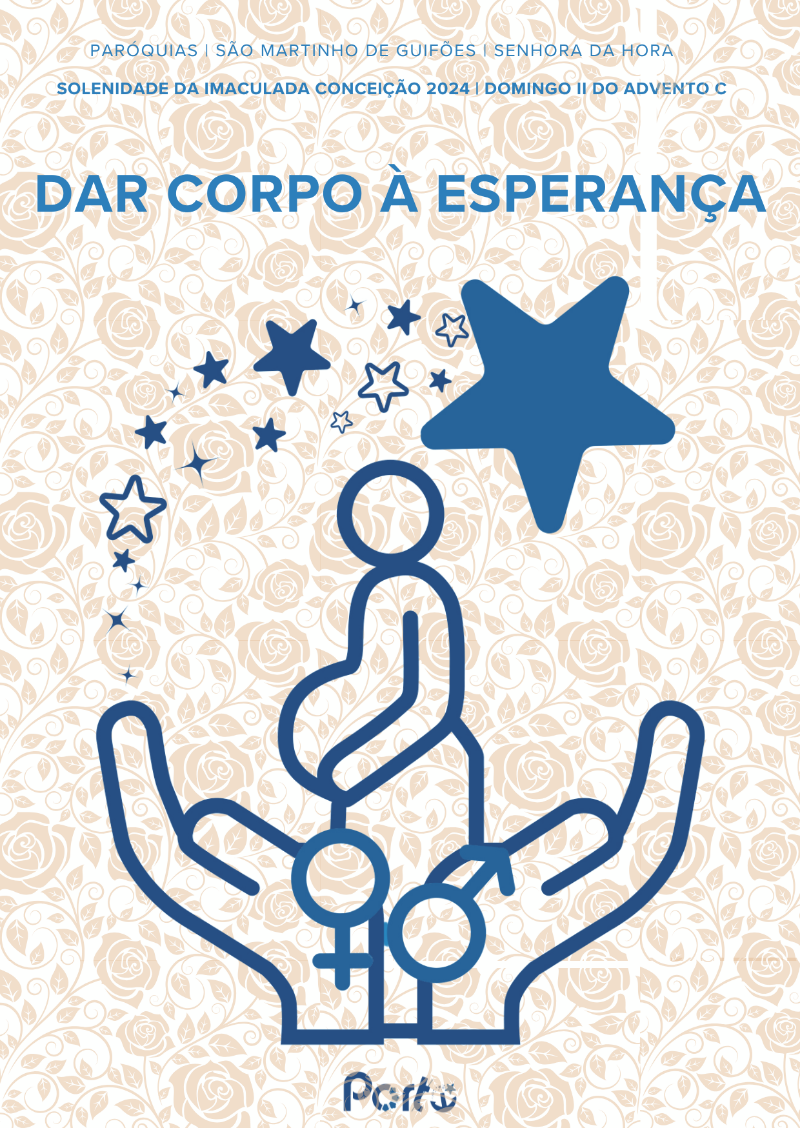 PARÓQUIAS | SÃO MARTINHO DE GUIFÕES | SENHORA DA HORA
SOLENIDADE DA IMACULADA CONCEIÇÃO 2024 | DOMINGO II DO ADVENTO C
DAR CORPO À ESPERANÇA
Porto